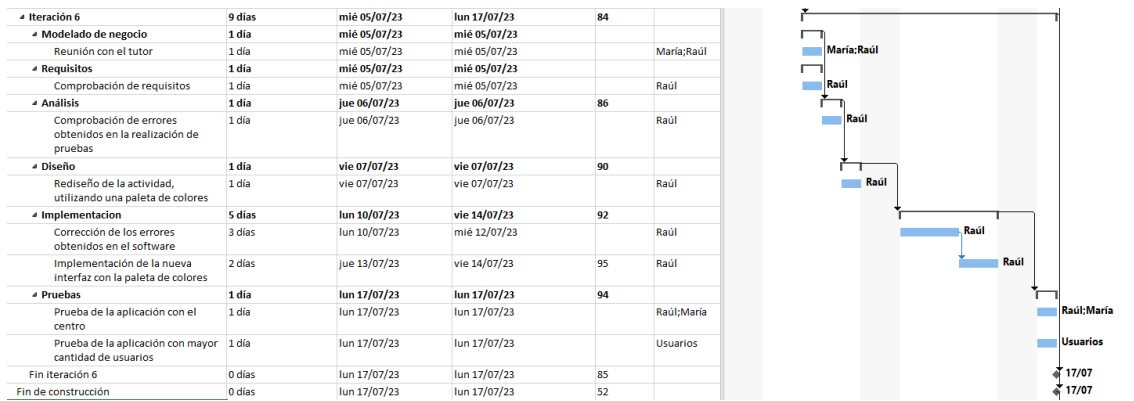 Iteración 6 9 días mié 05/07/23 lun 17/07/23 84
Modelado de negocio 1 día mié 05/07/23 mié 05/07/23
Reunión con el tutor 1 día mié 05/07/23 mié 05/07/23 María;Raúl María;Raúl
Requisitos 1 día mié 05/07/23 mié 05/07/23
Comprobación de requisitos 1 día mié 05/07/23 mié 05/07/23 Raúl Raúl
Análisis 1 día jue 06/07/23 jue 06/07/23 86
Comprobación de errores 1 día jue 06/07/23 jue 06/07/23 Raúl Raúl
obtenidos en la realización de
pruebas
Diseño 1 día vie 07/07/23 vie 07/07/23 90
Rediseño de la actividad, 1 día vie 07/07/23 vie 07/07/23 Raúl Raúl
utilizando una paleta de colores
Implementacion 5 días lun 10/07/23 vie 14/07/23 92
Corrección de los errores 3 días lun 10/07/23 mié 12/07/23 Raúl Raúl
obtenidos en el software
Implementación de la nueva 2 días jue 13/07/23 vie 14/07/23 95 Raúl Raúl
interfaz con la paleta de colores
Pruebas 1 día lun 17/07/23 lun 17/07/23 94
Prueba de la aplicación con el 1 día lun 17/07/23 lun 17/07/23 Raúl;María Raúl;María
centro
Prueba de la aplicación con mayor 1 día lun 17/07/23 lun 17/07/23 Usuarios Usuarios
cantidad de usuarios
Fin iteración 6 0 días lun 17/07/23 lun 17/07/23 85 17/07
Fin de construcción 0 días lun 17/07/23 lun 17/07/23 52 17/07